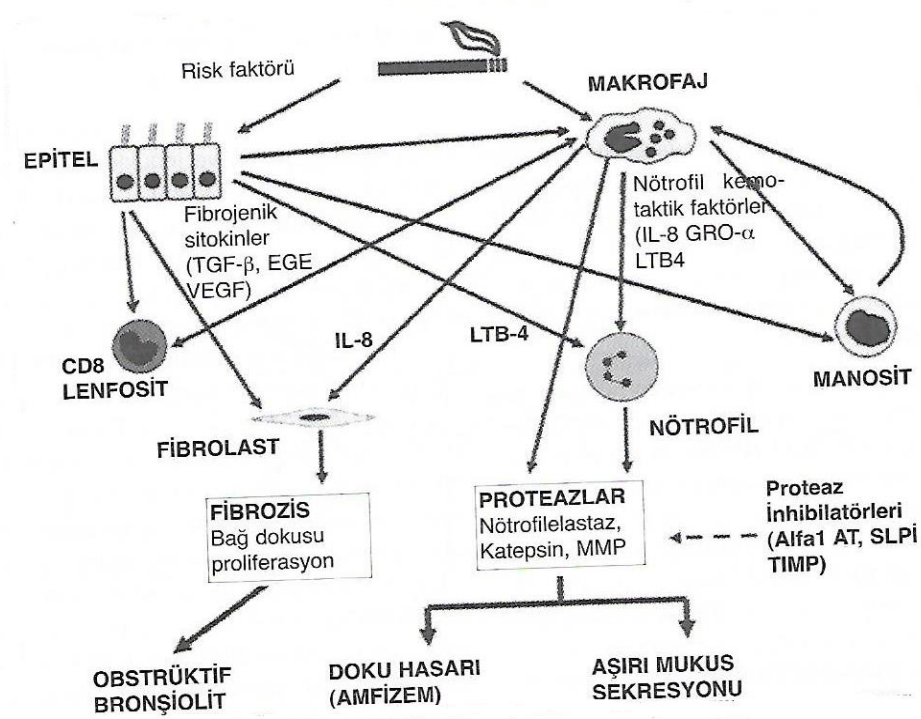 Risk faktörü
MAKROFAJ
EPİTEL
Fibrojenik
sitokinler
(TGF-β, EGE
VEGF)
Nötrofil kemo-
taktik faktörler
(IL-8 GRO-α
LTB4
IL-8
LTB-4
CD8
LENFOSİT
MANOSİT
FİBROLAST
NÖTROFİL
FİBROZİS
Bağ dokusu
proliferasyon
PROTEAZLAR
Nötrofilelastaz,
Katepsin, MMP
Proteaz
İnhibilatörleri
(Alfa1 AT, SLPİ
TIMP)
OBSTRÜKTİF
BRONŞİOLİT
DOKU HASARI
(AMFİZEM)
AŞIRI MUKUS
SEKRESYONU